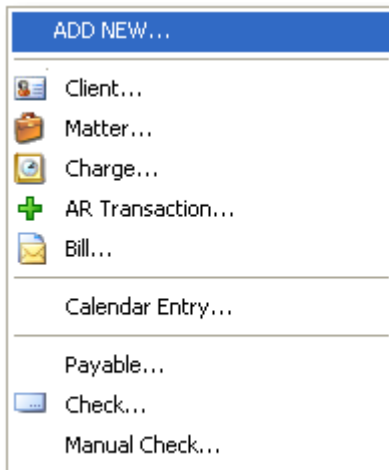 ADD NEW...
Client...
Matter...
Charge...
AR Transaction...
Bill...
Calendar Entry...
Payable...
Check...
Manual Check...